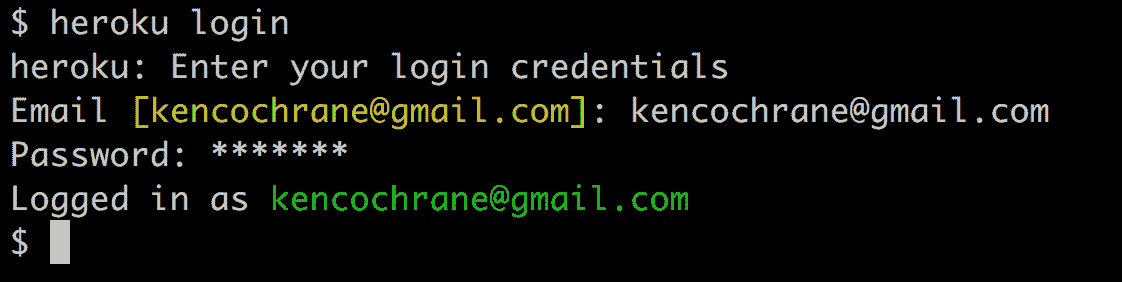 $ heroku login
heroku: Enter your login credentials
Email [kencochrane@gmail.com]: kencochrane@gmail.com
Password: *******
Logged in as kencochrane@gmail.com
$